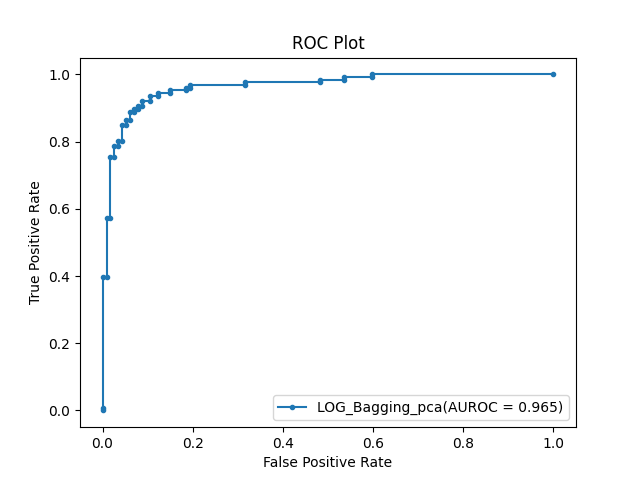 ROC Plot
1.0
0.8
0.6
0.4
0.2
0.0
True Positive Rate
LOG_Bagging_pca(AUROC = 0.965)
0.0 0.2 0.4 0.6 0.8 1.0
False Positive Rate